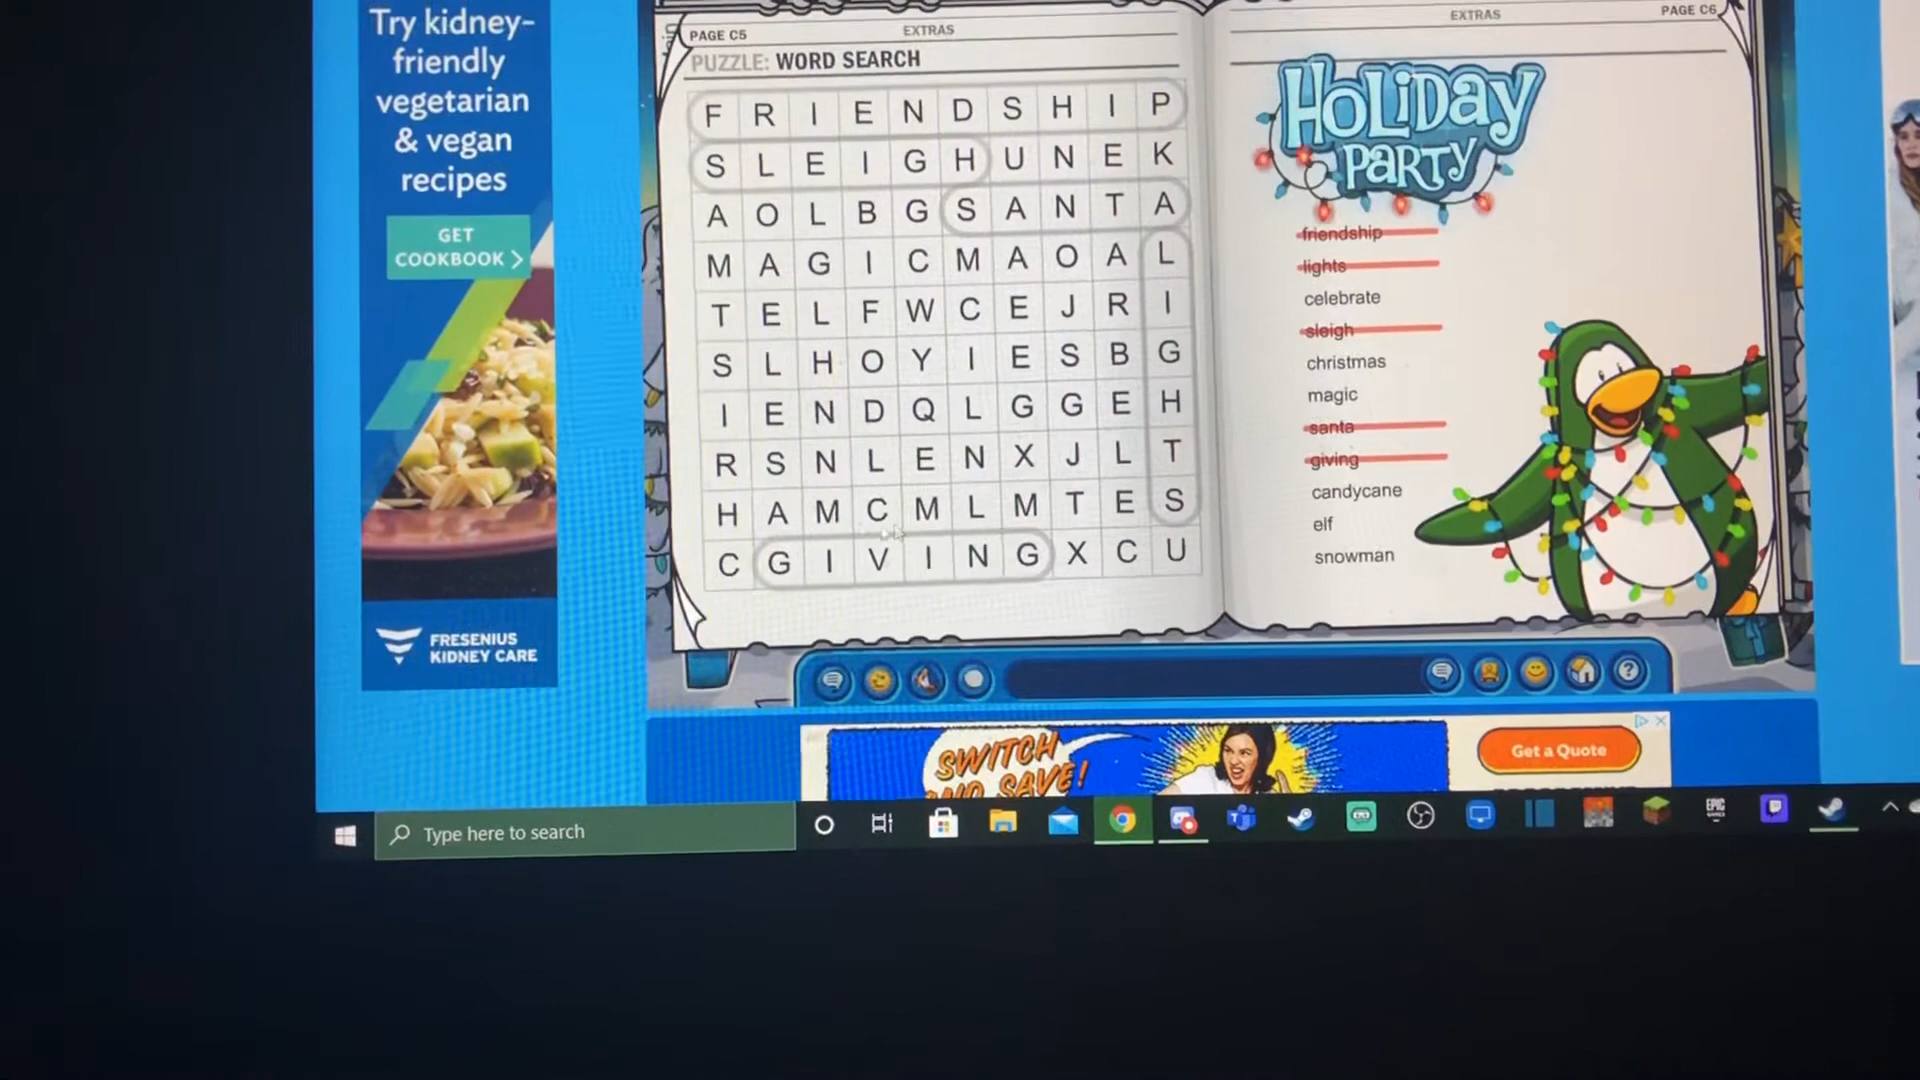 Try kidney-
friendly
vegetarian
& vegan
recipes
GET
COOKBOOK >
FRESENIUS
KIDNEY CARE
PAGE C5
EXTRAS
PUZZLE: WORD SEARCH
F R I E N D S H I P
S L E I G H U N E K
A O L B G S A N T A
M A G I C M A O A L
T E L F W C E J R I
S L H O Y I E S B G
I E N D Q L G G E H
R S N L E N X J L T
H A M C M L M T E S
C G I V I N G X C U
EXTRAS
PAGE C6
HOLIDAY
PARTY
friendship
lights
celebrate
sleigh
christmas
magic
santa
giving
candycane
elf
snowman
SWITCH
AND SAVE!
Get a Quote
Type here to search
EPIC
GAMES